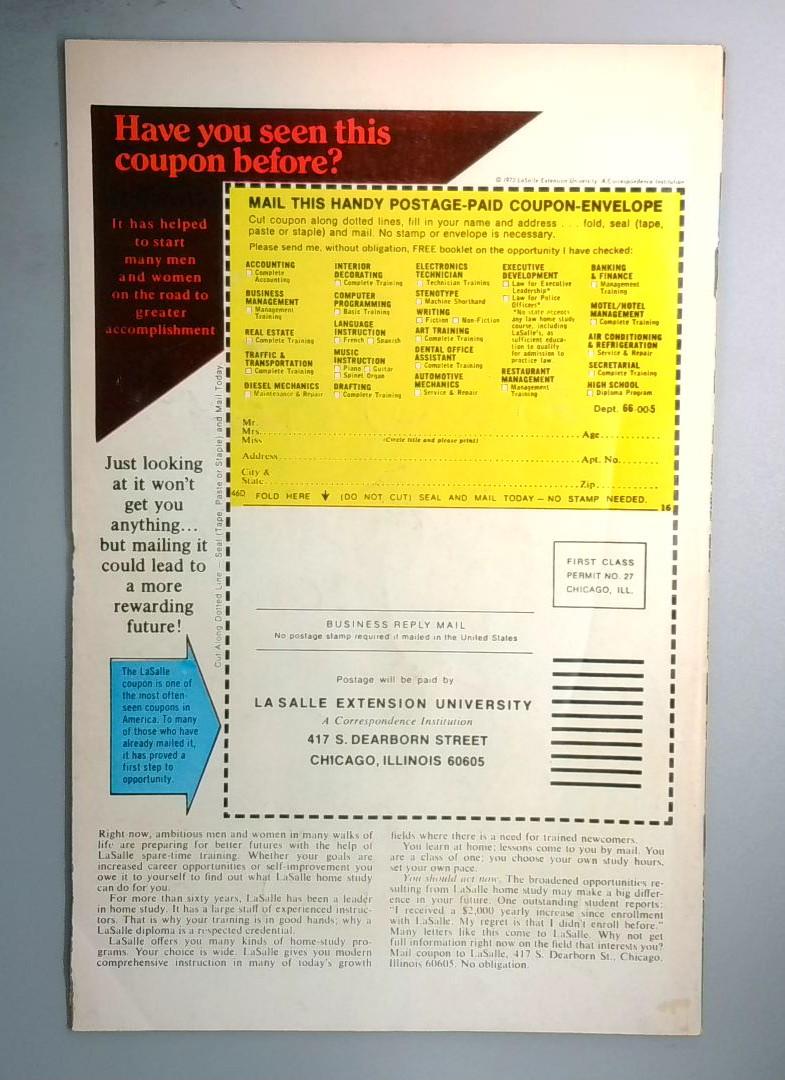 Have you seen this
coupon before?
It has helped
to start
many men
and women
on the road to
greater
accomplishment
Just looking
at it won't
get you
anything...
but mailing it
could lead to
a more
rewarding
future!
The LaSalle
coupon is one of
the most often-
seen coupons in
America. To many
of those who have
already mailed it,
it has proved a
first step to
opportunity.
Cut Along Dotted Line — Seal (Tape, Paste or Staple) and Mail Today
LaSalle Extension University A Correspondence Institution
MAIL THIS HANDY POSTAGE-PAID COUPON-ENVELOPE
Cut coupon along dotted lines, fill in your name and address . . . fold, seal (tape,
paste or staple) and mail. No stamp or envelope is necessary.
Please send me, without obligation, FREE booklet on the opportunity I have checked:
ACCOUNTING
Complete
Accounting
BUSINESS
MANAGEMENT
Management
Training
REAL ESTATE
Complete Training
TRAFFIC &
TRANSPORTATION
Complete Training
DIESEL MECHANICS
Maintenance & Repair
INTERIOR
DECORATING
Complete Training
COMPUTER
PROGRAMMING
Basic Training
LANGUAGE
INSTRUCTION
French Spanish
MUSIC
INSTRUCTION
Piano Guitar
Spinet Organ
DRAFTING
Complete Training
ELECTRONICS
TECHNICIAN
Technician Training
STENOTYPE
Machine Shorthand
WRITING
Fiction Non-Fiction
ART TRAINING
Complete Training
DENTAL OFFICE
ASSISTANT
Complete Training
AUTOMOTIVE
MECHANICS
Service & Repair
EXECUTIVE
DEVELOPMENT
Law for Executive
Leadership*
Law for Police
Officers*
*No state accepts
any law home study
course, including
LaSalle's, as
sufficient educa-
tion to qualify
for admission to
practice law.
RESTAURANT
MANAGEMENT
Management
Training
BANKING
& FINANCE
Management
Training
MOTEL/HOTEL
MANAGEMENT
Complete Training
AIR CONDITIONING
& REFRIGERATION
Service & Repair
SECRETARIAL
Complete Training
HIGH SCHOOL
Diploma Program
Dept. 66-005
Mr.
Mrs.
Miss
(Circle title and please print)
Age
Address
Apt. No.
City &
State
Zip
46D FOLD HERE ↓ (DO NOT CUT) SEAL AND MAIL TODAY — NO STAMP NEEDED.
16
FIRST CLASS
PERMIT NO. 27
CHICAGO, ILL.
BUSINESS REPLY MAIL
No postage stamp required if mailed in the United States
Postage will be paid by
LA SALLE EXTENSION UNIVERSITY
A Correspondence Institution
417 S. DEARBORN STREET
CHICAGO, ILLINOIS 60605
Right now, ambitious men and women in many walks of
life are preparing for better futures with the help of
LaSalle spare-time training. Whether your goals are
increased career opportunities or self-improvement you
owe it to yourself to find out what LaSalle home study
can do for you.
For more than sixty years, LaSalle has been a leader
in home study. It has a large staff of experienced instruc-
tors. That is why your training is in good hands; why a
LaSalle diploma is a respected credential.
LaSalle offers you many kinds of home-study pro-
grams. Your choice is wide. LaSalle gives you modern
comprehensive instruction in many of today's growth
fields where there is a need for trained newcomers.
You learn at home; lessons come to you by mail. You
are a class of one; you choose your own study hours,
set your own pace.
You should act now. The broadened opportunities re-
sulting from LaSalle home study may make a big differ-
ence in your future. One outstanding student reports:
"I received a $2,000 yearly increase since enrollment
with LaSalle. My regret is that I didn't enroll before."
Many letters like this come to LaSalle. Why not get
full information right now on the field that interests you?
Mail coupon to LaSalle, 417 S. Dearborn St., Chicago,
Illinois 60605. No obligation.